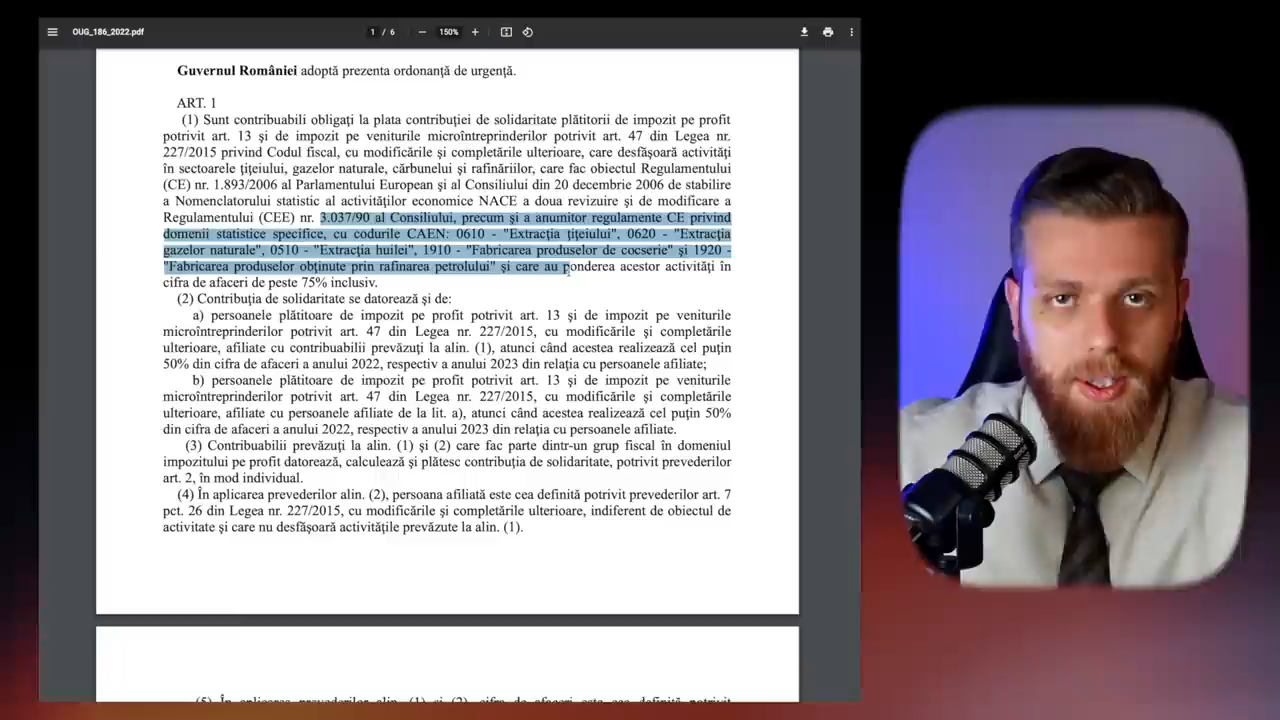 OUG_186_2022.pdf
1 / 6
150%
Guvernul României adoptă prezenta ordonanță de urgență.
ART. 1
(1) Sunt contribuabili obligați la plata contribuției de solidaritate plătitorii de impozit pe profit
potrivit art. 13 și de impozit pe veniturile microîntreprinderilor potrivit art. 47 din Legea nr.
227/2015 privind Codul fiscal, cu modificările și completările ulterioare, care desfășoară activități
în sectoarele țițeiului, gazelor naturale, cărbunelui și rafinăriilor, care fac obiectul Regulamentului
(CE) nr. 1.893/2006 al Parlamentului European și al Consiliului din 20 decembrie 2006 de stabilire
a Nomenclatorului statistic al activităților economice NACE a doua revizuire și de modificare a
Regulamentului (CEE) nr. 3.037/90 al Consiliului, precum și a anumitor regulamente CE privind
domenii statistice specifice, cu codurile CAEN: 0610 - "Extracția țițeiului", 0620 - "Extracția
gazelor naturale", 0510 - "Extracția huilei", 1910 - "Fabricarea produselor de cocserie" și 1920 -
"Fabricarea produselor obținute prin rafinarea petrolului" și care au ponderea acestor activități în
cifra de afaceri de peste 75% inclusiv.
(2) Contribuția de solidaritate se datorează și de:
a) persoanele plătitoare de impozit pe profit potrivit art. 13 și de impozit pe veniturile
microîntreprinderilor potrivit art. 47 din Legea nr. 227/2015, cu modificările și completările
ulterioare, afiliate cu contribuabilii prevăzuți la alin. (1), atunci când acestea realizează cel puțin
50% din cifra de afaceri a anului 2022, respectiv a anului 2023 din relația cu persoanele afiliate;
b) persoanele plătitoare de impozit pe profit potrivit art. 13 și de impozit pe veniturile
microîntreprinderilor potrivit art. 47 din Legea nr. 227/2015, cu modificările și completările
ulterioare, afiliate cu persoanele afiliate de la lit. a), atunci când acestea realizează cel puțin 50%
din cifra de afaceri a anului 2022, respectiv a anului 2023 din relația cu persoanele afiliate.
(3) Contribuabilii prevăzuți la alin. (1) și (2) care fac parte dintr-un grup fiscal în domeniul
impozitului pe profit datorează, calculează și plătesc contribuția de solidaritate, potrivit prevederilor
art. 2, în mod individual.
(4) În aplicarea prevederilor alin. (2), persoana afiliată este cea definită potrivit prevederilor art. 7
pct. 26 din Legea nr. 227/2015, cu modificările și completările ulterioare, indiferent de obiectul de
activitate și care nu desfășoară activitățile prevăzute la alin. (1).
(5) În aplicarea prevederilor alin. (1) și (2), cifra de afaceri este cea definită potrivit